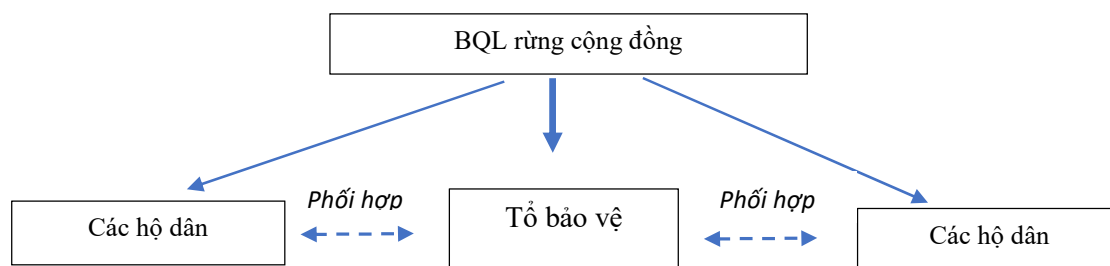 BQL rừng cộng đồng
Phối hợp
Phối hợp
Các hộ dân
Tổ bảo vệ
Các hộ dân